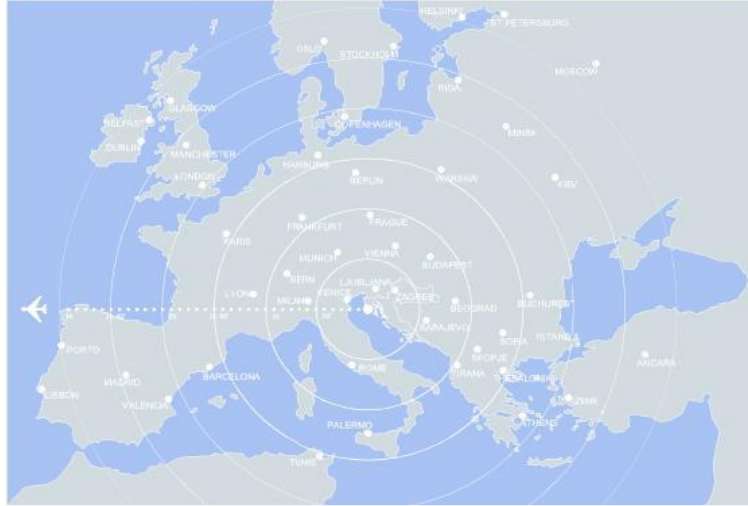 HELSINKI
ST.PETERSBURG
OSLO
STOCKHOLM
MOSCOW
RIGA
GLASGOW
BELFAST
COPENHAGEN
MINSK
DUBLIN
MANCHESTER
HAMBURG
LONDON
BERLIN
WARSAW
KIEV
FRANKFURT
PRAGUE
PARIS
VIENNA
MUNICH
BUDAPEST
BERN
LJUBLJANA
LYON
MILAN
VENICE
ZAGREB
BUCHUREST
BEOGRAD
SARAJEVO
SOFIA
ISTANBUL
PORTO
SKOPJE
ANCARA
ROME
TIRANA
BARCELONA
MADRID
THESALONIKI
LISBON
VALENCIA
IZMIR
PALERMO
ATHENS
TUNIS